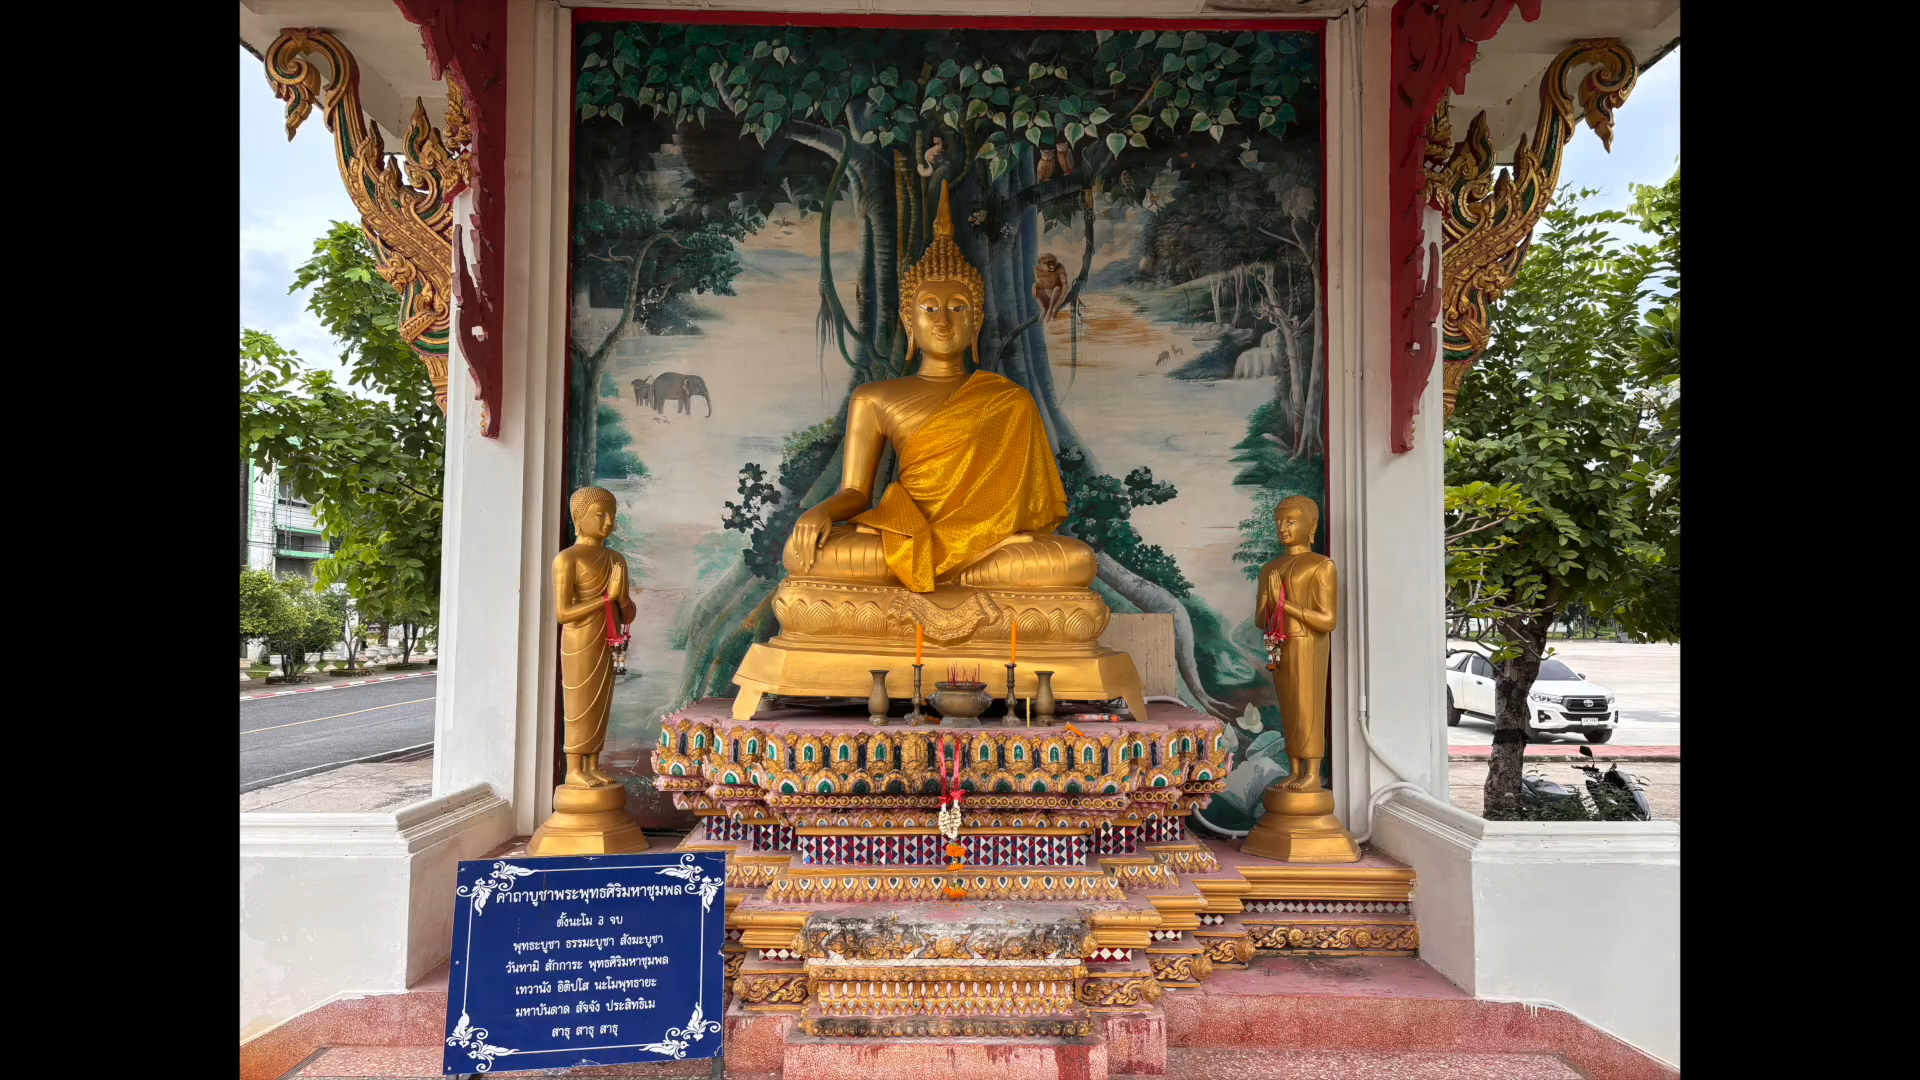 คาถาบูชาพระพุทธศิริมหาชุมพล
ตั้งนะโม 3 จบ
พุทธะบูชา ธรรมะบูชา สังฆะบูชา
วันทามิ สักการะ พุทธศิริมหาชุมพล
เทวานัง อิติปิโส นะโมพุทธายะ
มหาบันดาล สัจจัง ประสิทธิเม
สาธุ สาธุ สาธุ